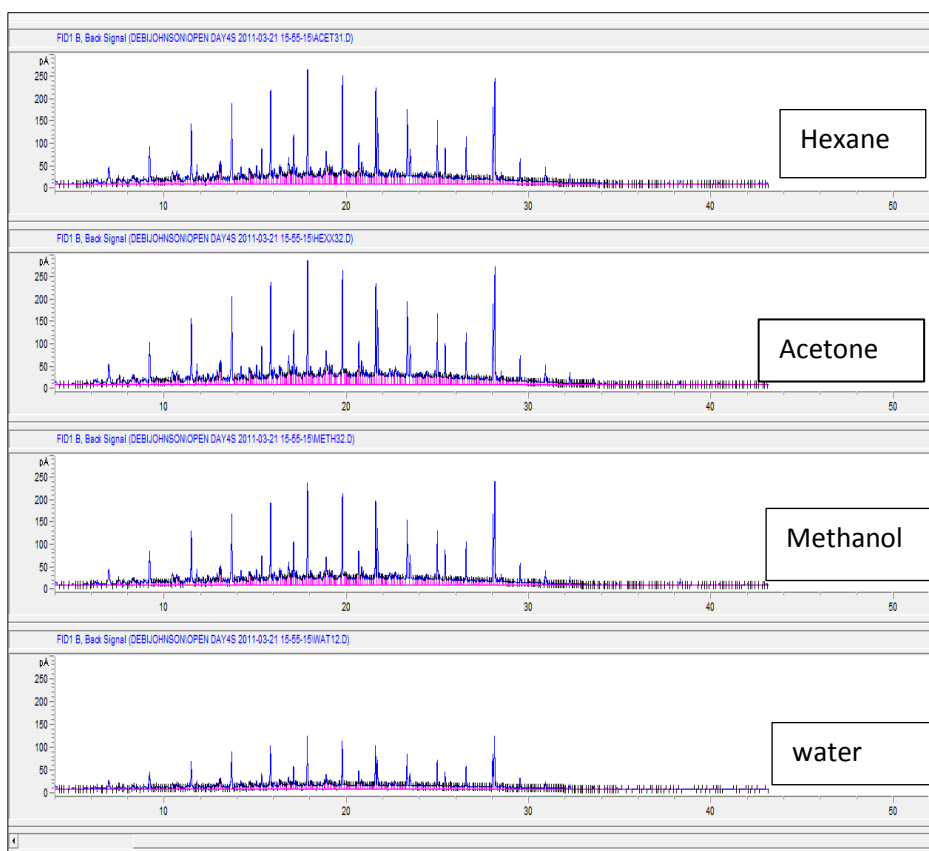 FID1 B, Back Signal (DEBIJOHNSON\OPEN DAY4S 2011-03-21 15-55-15\ACET31.D)
pA
250
200
150
100
50
0
10 20 30 40 50
Hexane
FID1 B, Back Signal (DEBIJOHNSON\OPEN DAY4S 2011-03-21 15-55-15\HEXX32.D)
pA
250
200
150
100
50
0
10 20 30 40 50
Acetone
FID1 B, Back Signal (DEBIJOHNSON\OPEN DAY4S 2011-03-21 15-55-15\METH32.D)
pA
250
200
150
100
50
0
10 20 30 40 50
Methanol
FID1 B, Back Signal (DEBIJOHNSON\OPEN DAY4S 2011-03-21 15-55-15\WAT12.D)
pA
250
200
150
100
50
0
10 20 30 40 50
water